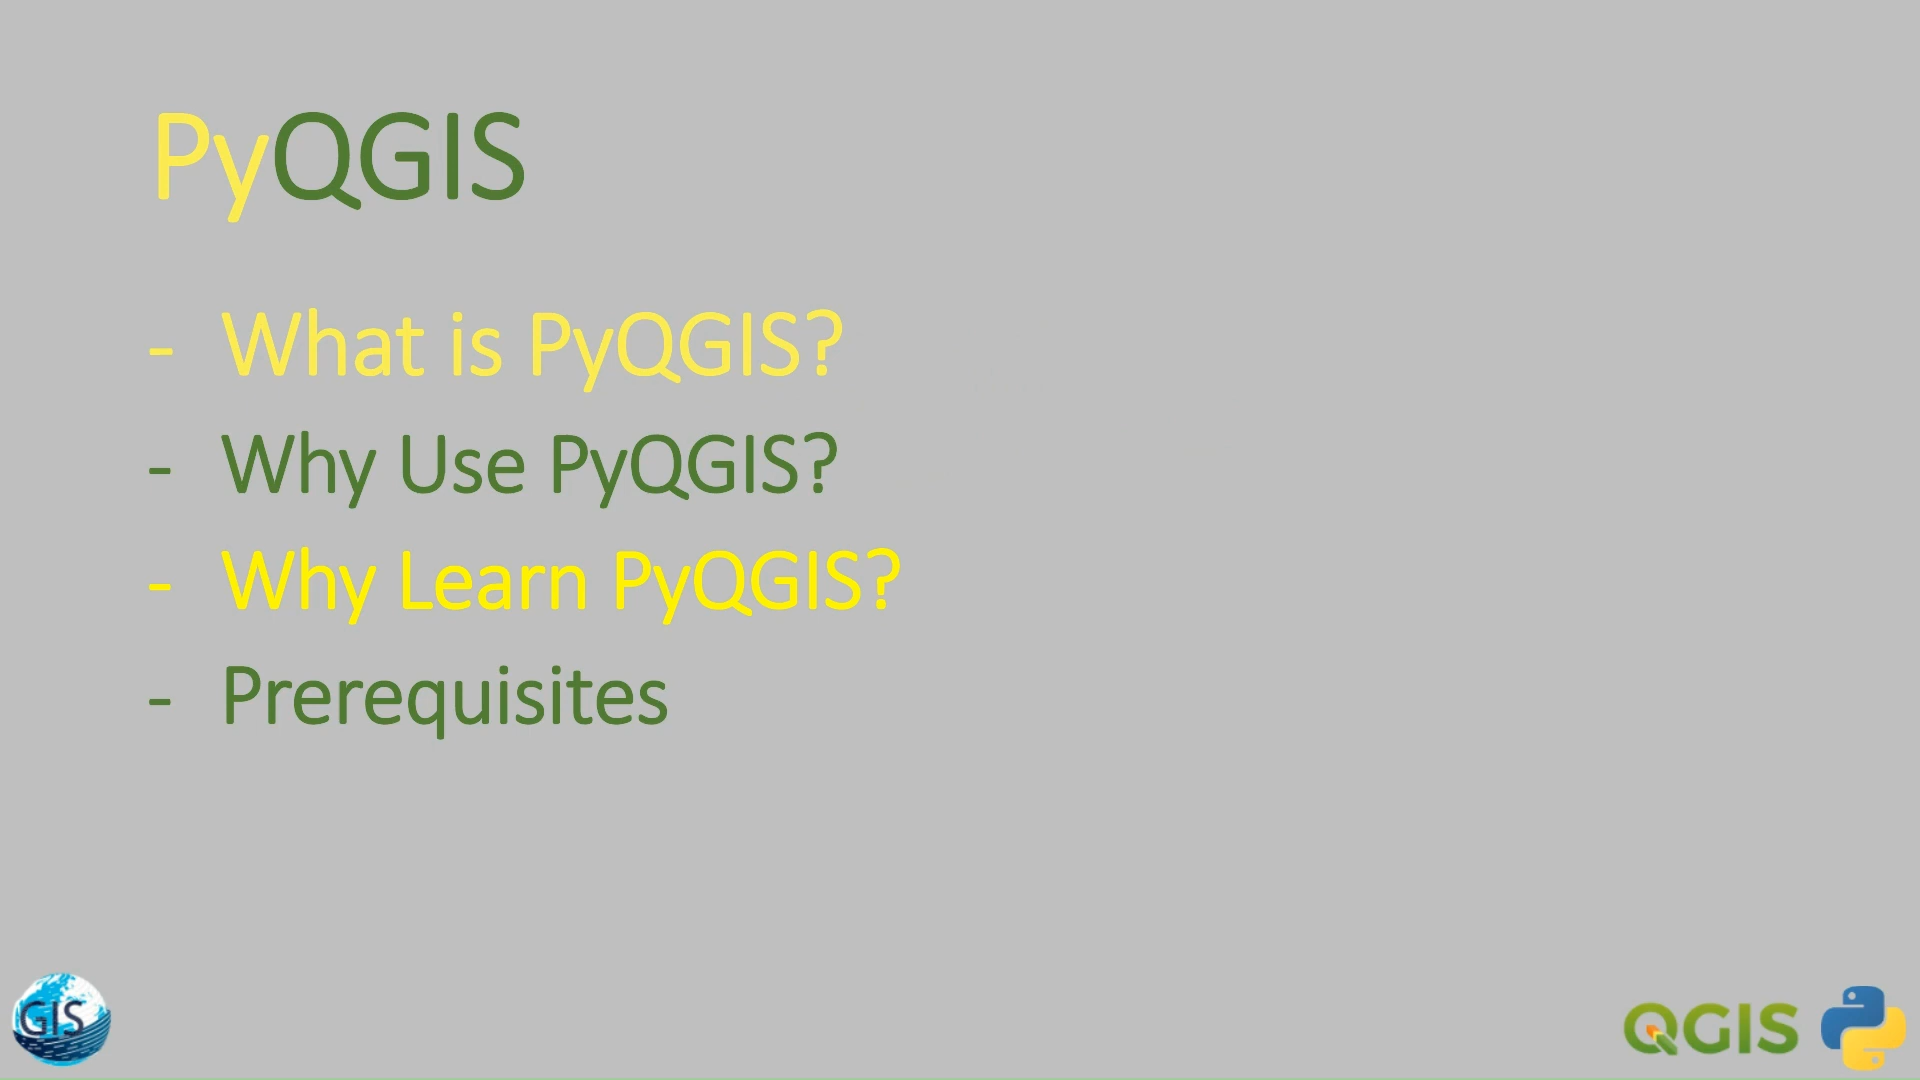 PyQGIS
- What is PyQGIS?
- Why Use PyQGIS?
- Why Learn PyQGIS?
- Prerequisites
GIS
QGIS